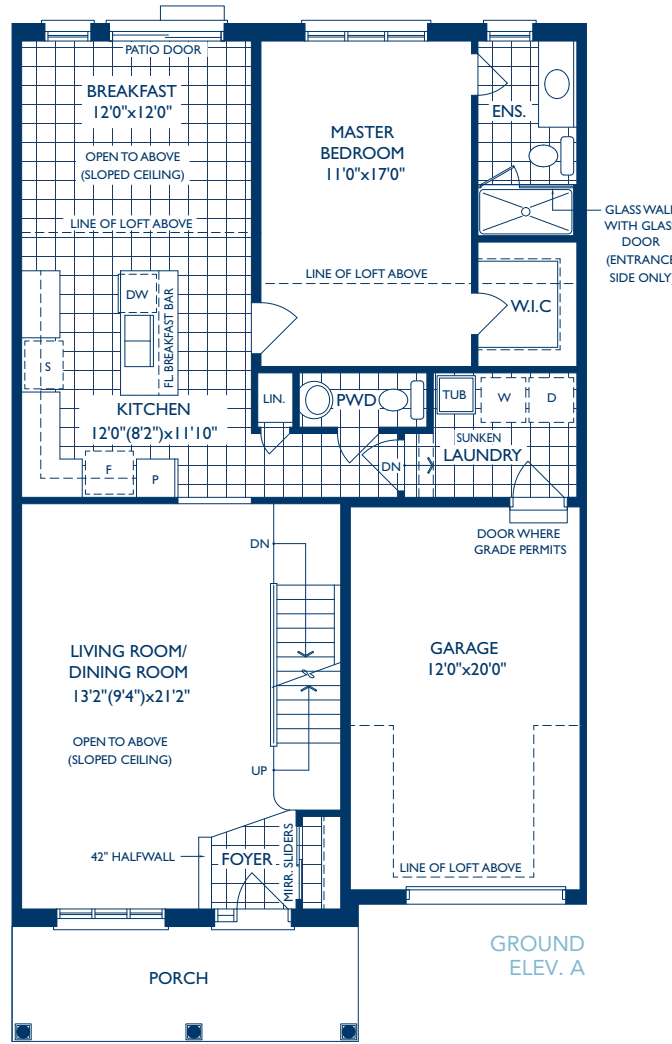 PATIO DOOR
BREAKFAST
12'0"x12'0"
OPEN TO ABOVE
(SLOPED CEILING)
LINE OF LOFT ABOVE
MASTER
BEDROOM
11'0"x17'0"
LINE OF LOFT ABOVE
ENS.
GLASS WALL
WITH GLASS
DOOR
(ENTRANCE
SIDE ONLY
W.I.C
DW
FL BREAKFAST BAR
S
KITCHEN
12'0"(8'2")x11'10"
F
P
LIN.
PWD
TUB
W
D
SUNKEN
LAUNDRY
DN
DOOR WHERE
GRADE PERMITS
DN
LIVING ROOM/
DINING ROOM
13'2"(9'4")x21'2"
OPEN TO ABOVE
(SLOPED CEILING)
UP
GARAGE
12'0"x20'0"
LINE OF LOFT ABOVE
42" HALFWALL
FOYER
MIRR. SLIDERS
PORCH
GROUND
ELEV. A